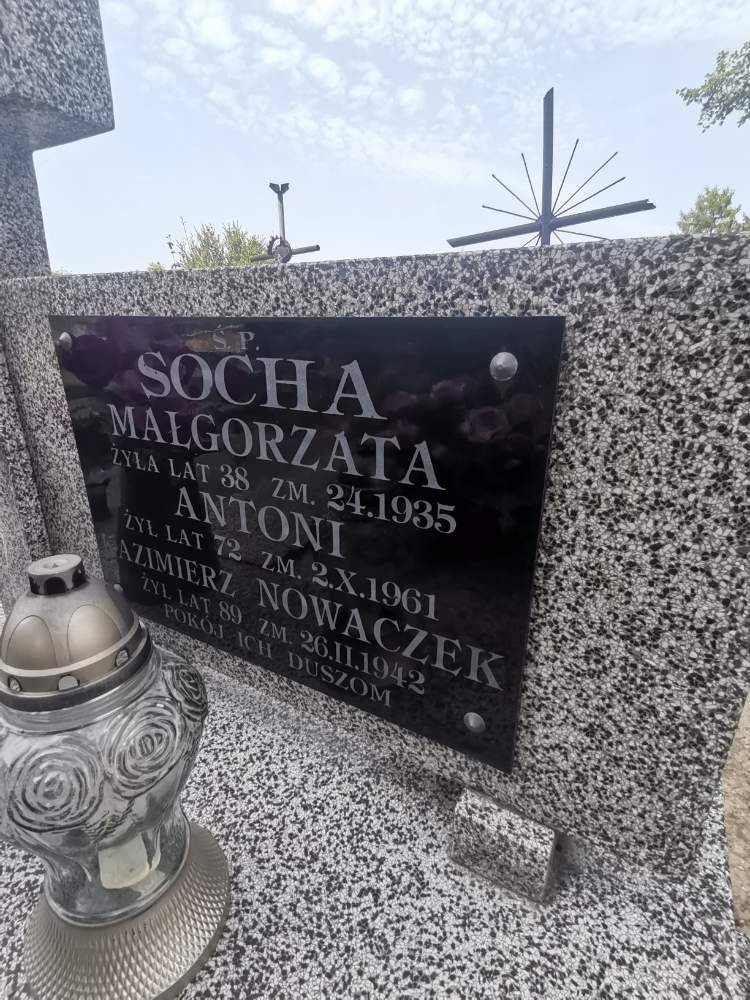 Ś.P.
SOCHA
MAŁGORZATA
ŻYŁA LAT 38 ZM. 24.1935
ANTONI
ŻYŁ LAT 72 ZM. 2.X.1961
AZIMIERZ NOWACZEK
ŻYŁ LAT 89 ZM. 26.II.1942
POKÓJ ICH DUSZOM